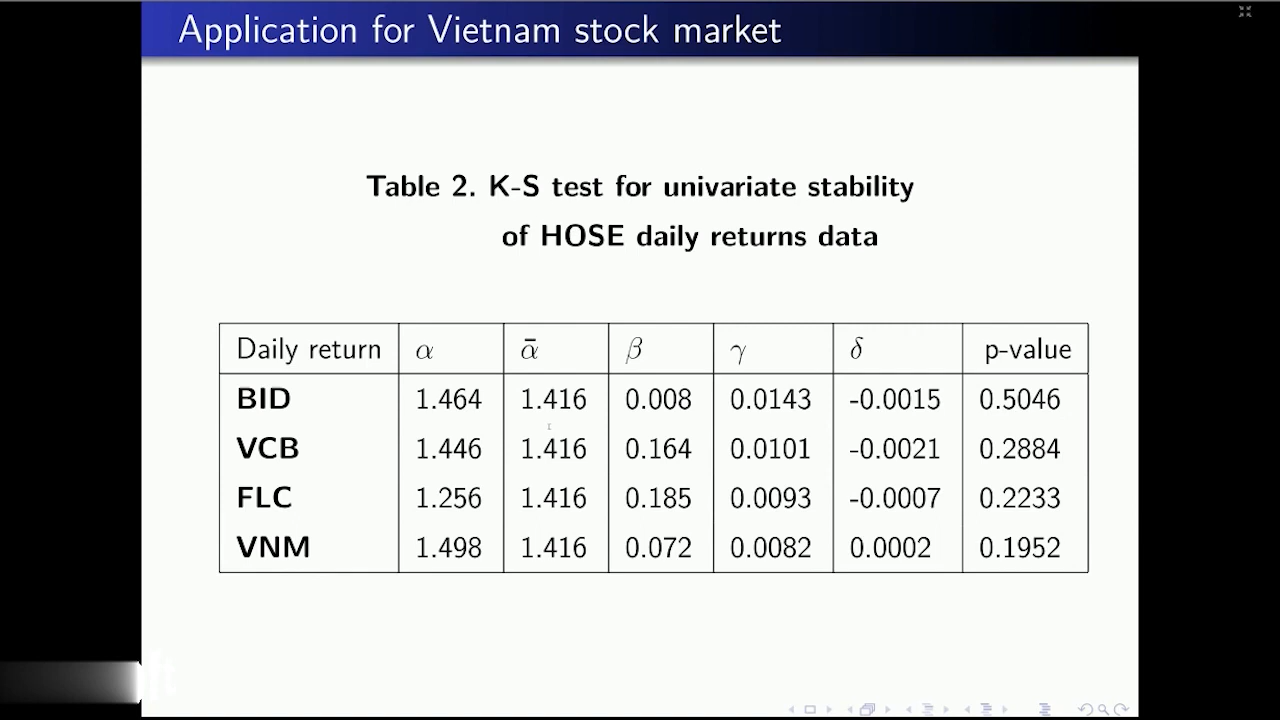 Application for Vietnam stock market
Table 2. K-S test for univariate stability
of HOSE daily returns data
Daily return α ᾱ β γ δ p-value
BID 1.464 1.416 0.008 0.0143 -0.0015 0.5046
VCB 1.446 1.416 0.164 0.0101 -0.0021 0.2884
FLC 1.256 1.416 0.185 0.0093 -0.0007 0.2233
VNM 1.498 1.416 0.072 0.0082 0.0002 0.1952